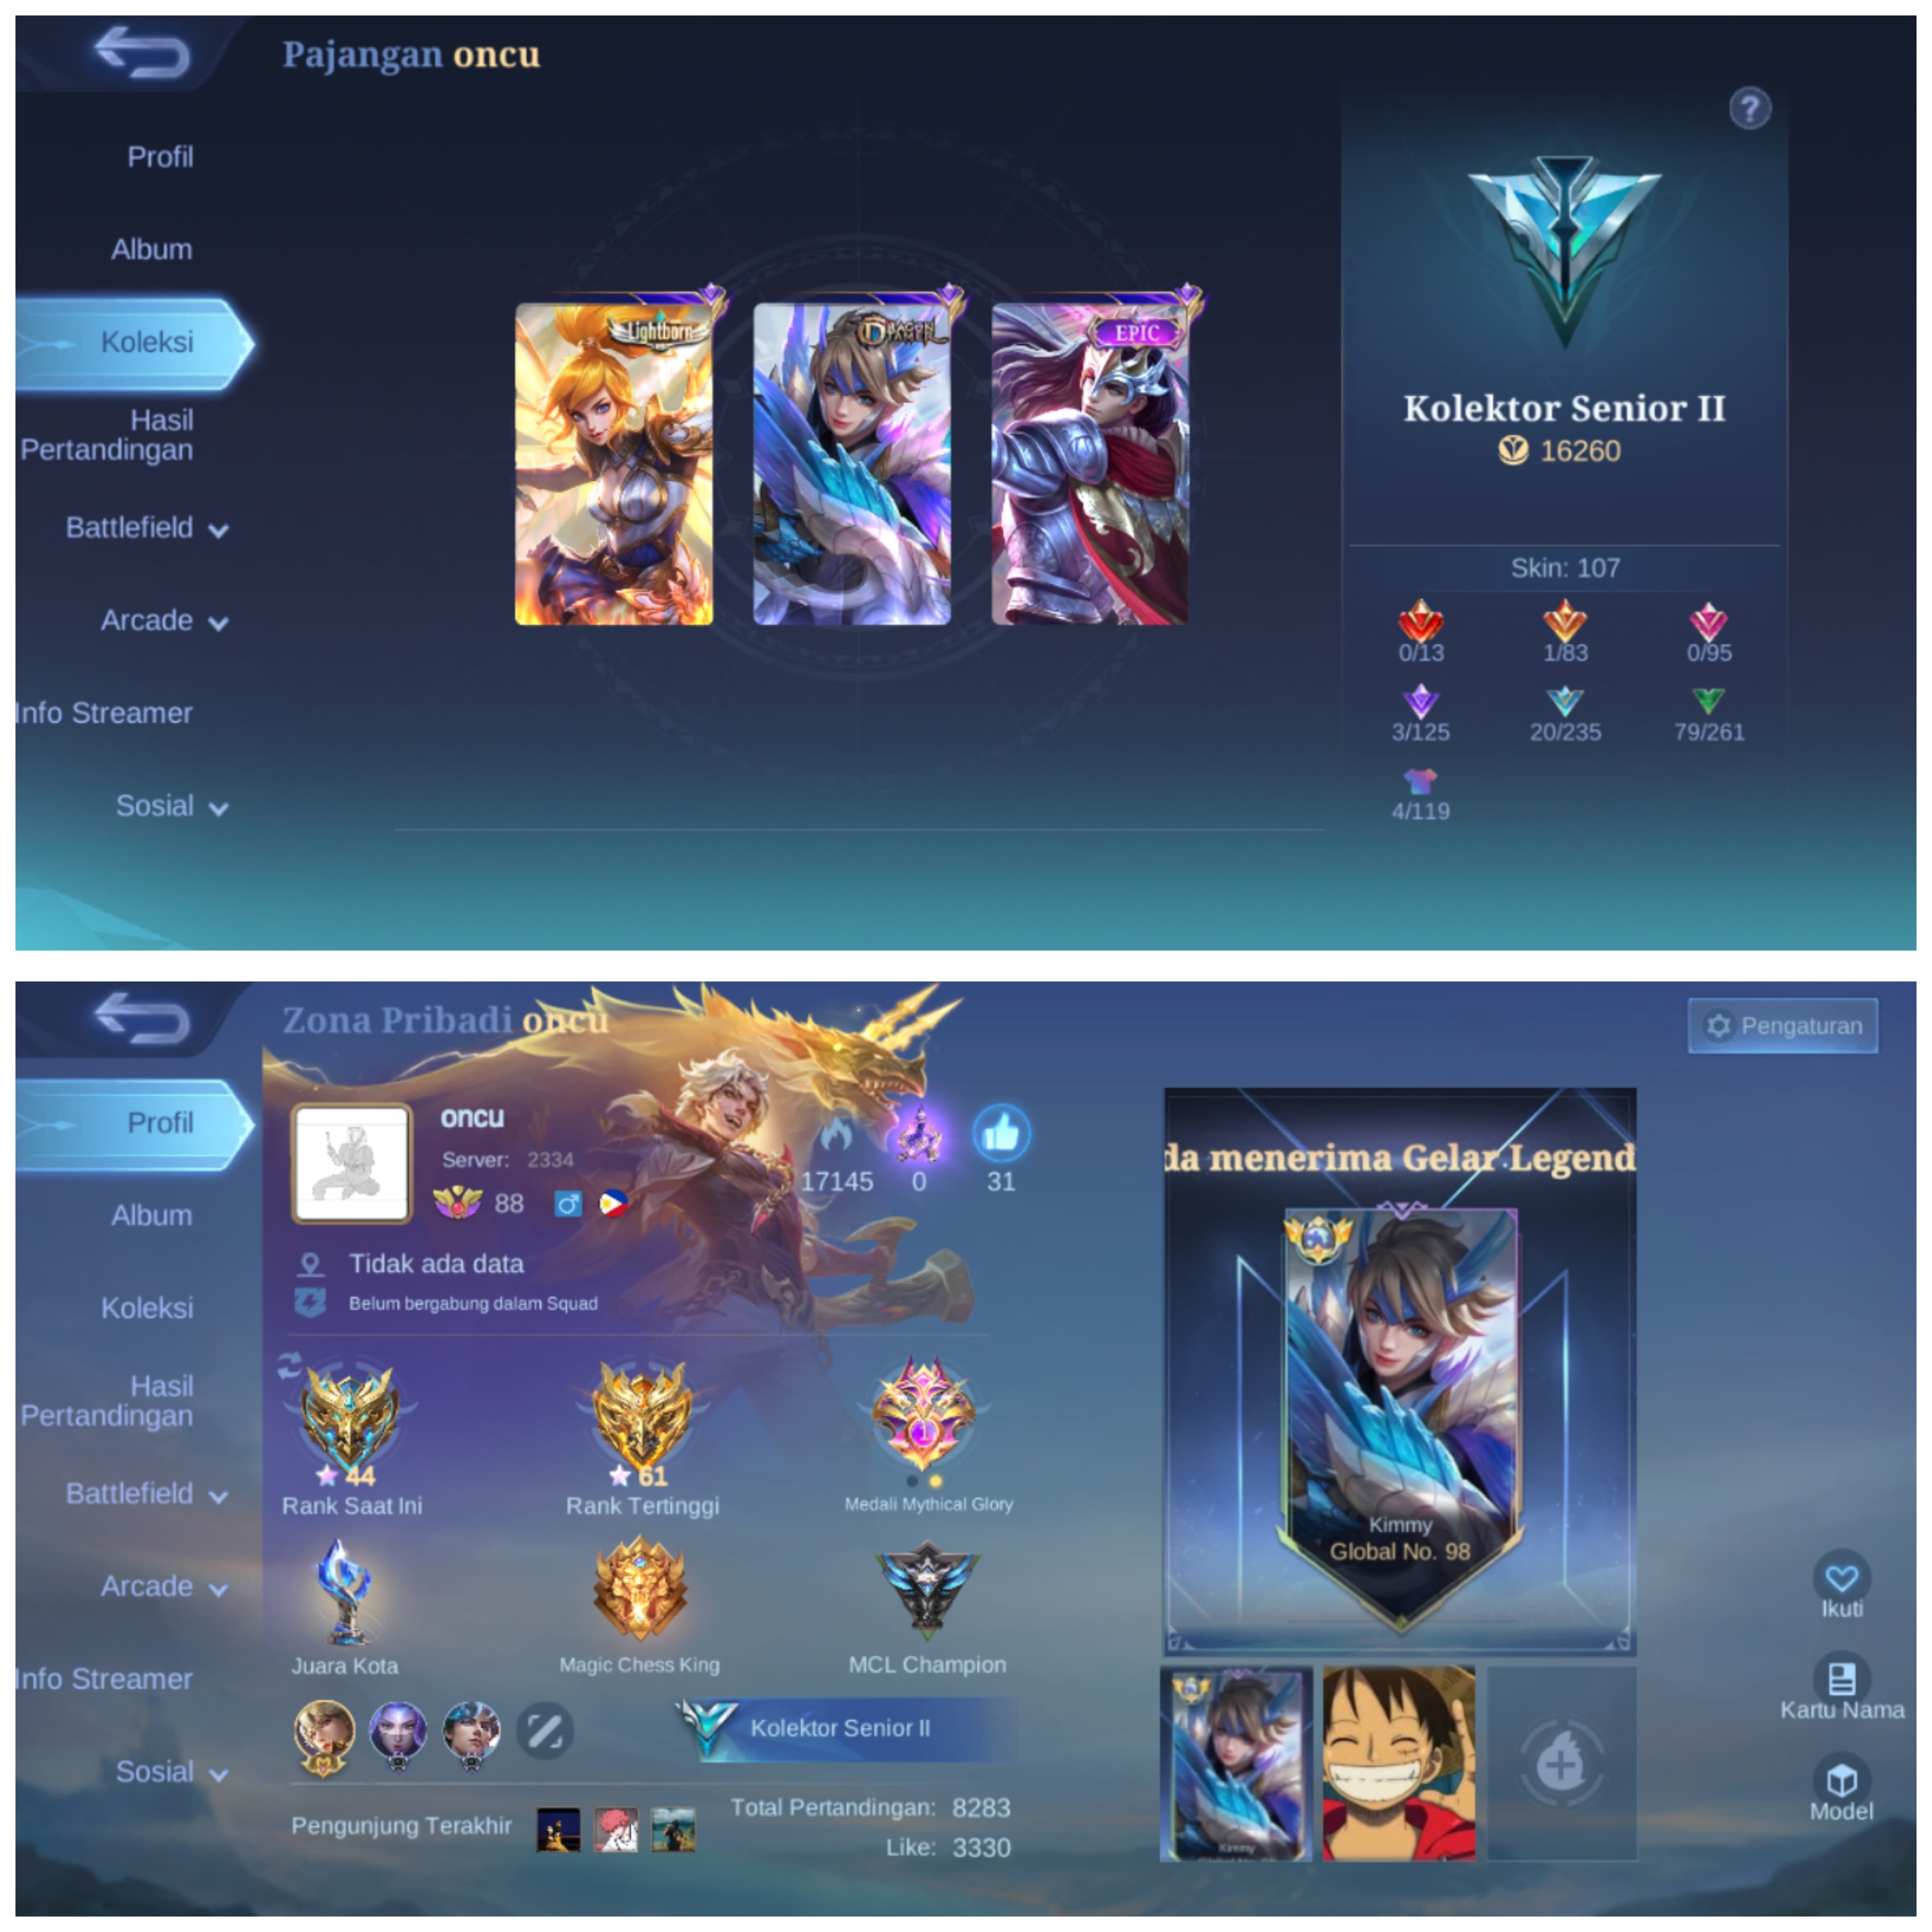 Pajangan oncu
?
Profil
Album
Koleksi
Hasil
Pertandingan
Battlefield
Arcade
Info Streamer
Sosial
Lightborn
DRAGON
TAMER
EPIC
Kolektor Senior II
16260
Skin: 107
0/13
1/83
0/95
3/125
20/235
79/261
4/119
Zona Pribadi oncu
Pengaturan
Profil
Album
Koleksi
Hasil
Pertandingan
Battlefield
Arcade
Info Streamer
Sosial
oncu
Server: 2334
88
17145
0
31
Tidak ada data
Belum bergabung dalam Squad
44
Rank Saat Ini
61
Rank Tertinggi
1
Medali Mythical Glory
Juara Kota
Magic Chess King
MCL Champion
Kolektor Senior II
Pengunjung Terakhir
Total Pertandingan: 8283
Like: 3330
da menerima Gelar Legend
Kimmy
Global No. 98
Kimmy
Ikuti
Kartu Nama
Model